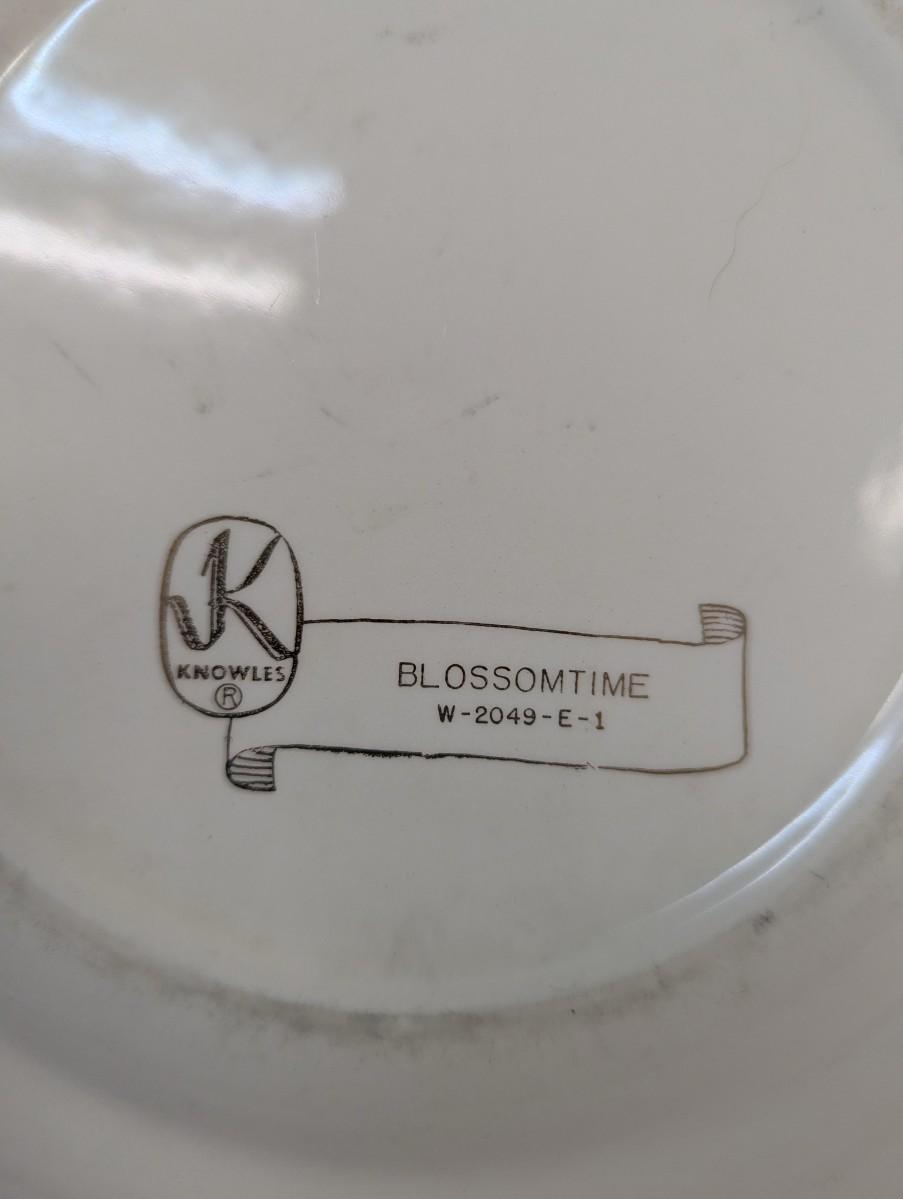 K
KNOWLES
®
BLOSSOMTIME
W-2049-E-1